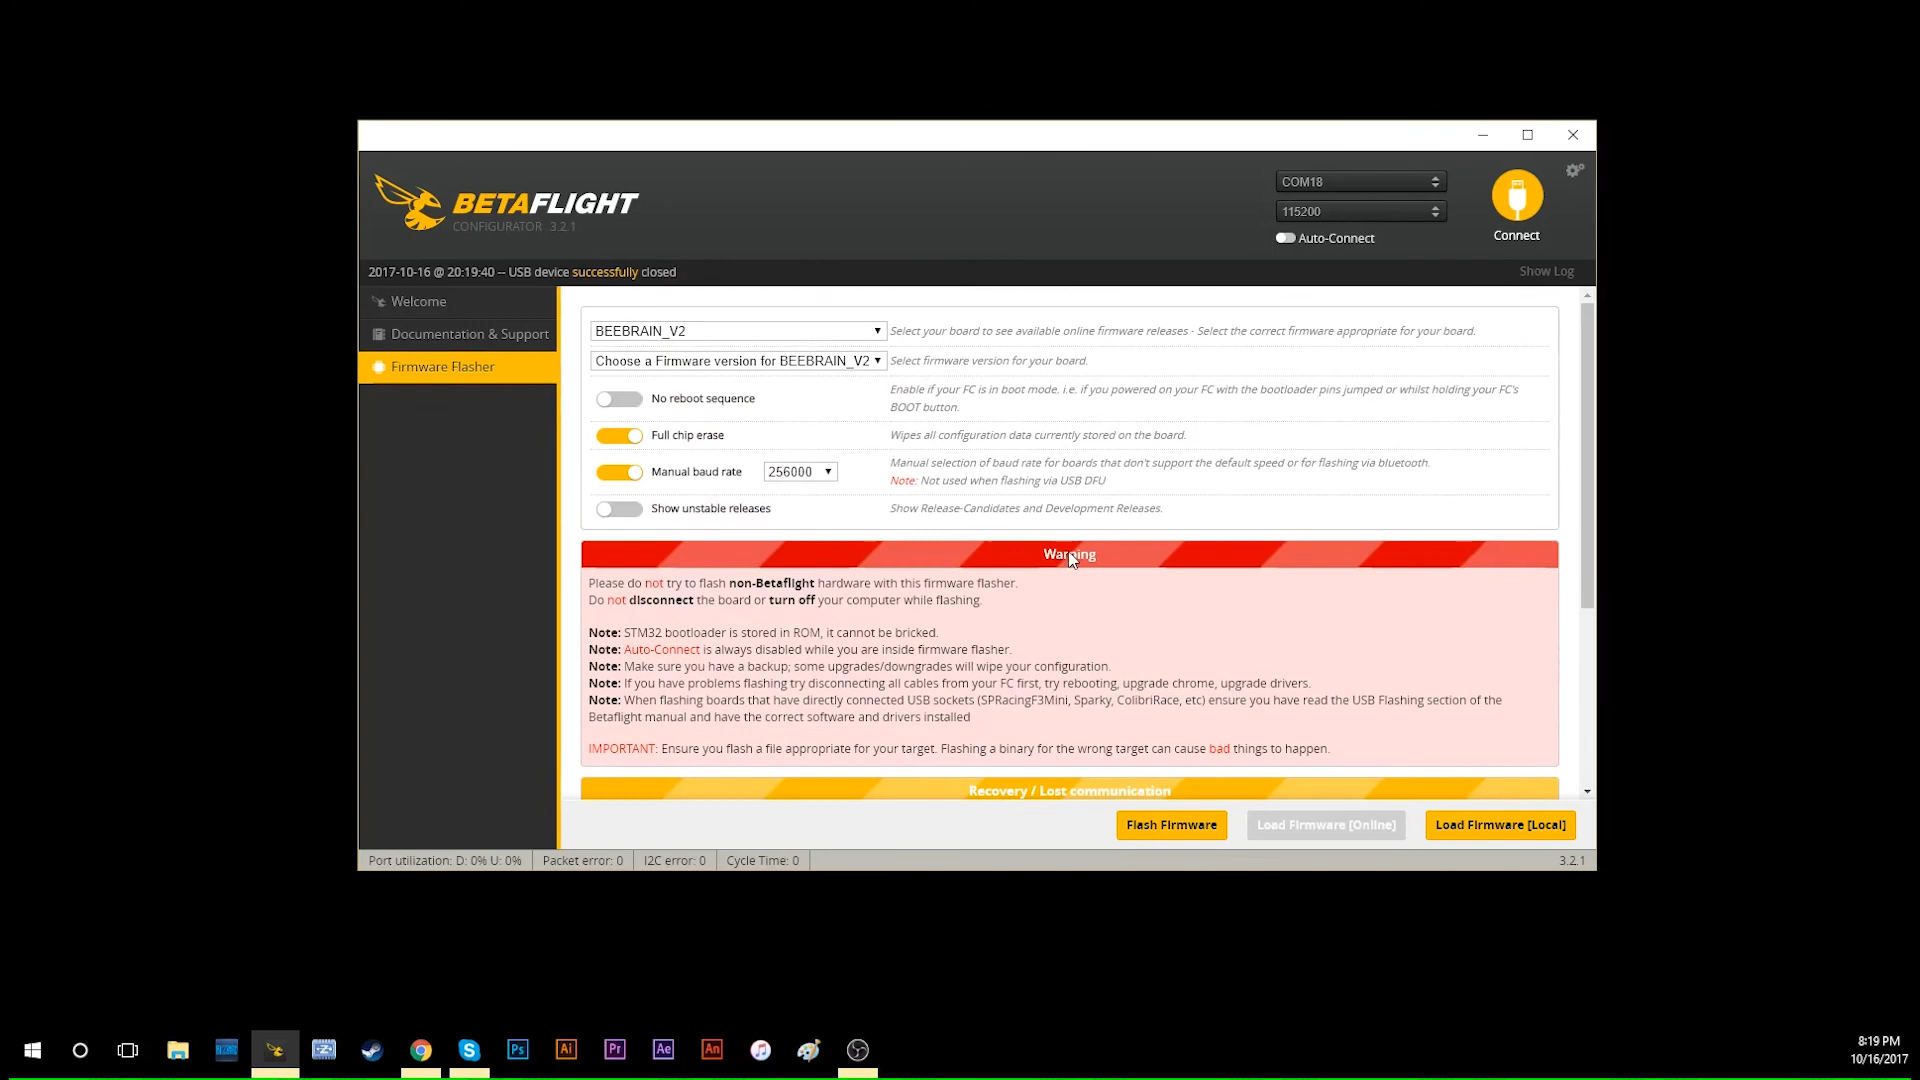 BETAFLIGHT
CONFIGURATOR 3.2.1
COM18
115200
Auto-Connect
Connect
2017-10-16 @ 20:19:40 -- USB device successfully closed
Show Log
Welcome
Documentation & Support
Firmware Flasher
BEEBRAIN_V2
Select your board to see available online firmware releases - Select the correct firmware appropriate for your board.
Choose a Firmware version for BEEBRAIN_V2
Select firmware version for your board.
No reboot sequence
Enable if your FC is in boot mode. i.e. if you powered on your FC with the bootloader pins jumped or whilst holding your FC's
BOOT button.
Full chip erase
Wipes all configuration data currently stored on the board.
Manual baud rate
256000
Manual selection of baud rate for boards that don't support the default speed or for flashing via bluetooth.
Note: Not used when flashing via USB DFU
Show unstable releases
Show Release-Candidates and Development Releases.
Warning
Please do not try to flash non-Betaflight hardware with this firmware flasher.
Do not disconnect the board or turn off your computer while flashing.
Note: STM32 bootloader is stored in ROM, it cannot be bricked.
Note: Auto-Connect is always disabled while you are inside firmware flasher.
Note: Make sure you have a backup; some upgrades/downgrades will wipe your configuration.
Note: If you have problems flashing try disconnecting all cables from your FC first, try rebooting, upgrade chrome, upgrade drivers.
Note: When flashing boards that have directly connected USB sockets (SPRacingF3Mini, Sparky, ColibriRace, etc) ensure you have read the USB Flashing section of the
Betaflight manual and have the correct software and drivers installed
IMPORTANT: Ensure you flash a file appropriate for your target. Flashing a binary for the wrong target can cause bad things to happen.
Recovery / Lost communication
Flash Firmware
Load Firmware [Online]
Load Firmware [Local]
Port utilization: D: 0% U: 0%
Packet error: 0
I2C error: 0
Cycle Time: 0
3.2.1
Ps
Ai
Pr
Ae
An
8:19 PM
10/16/2017